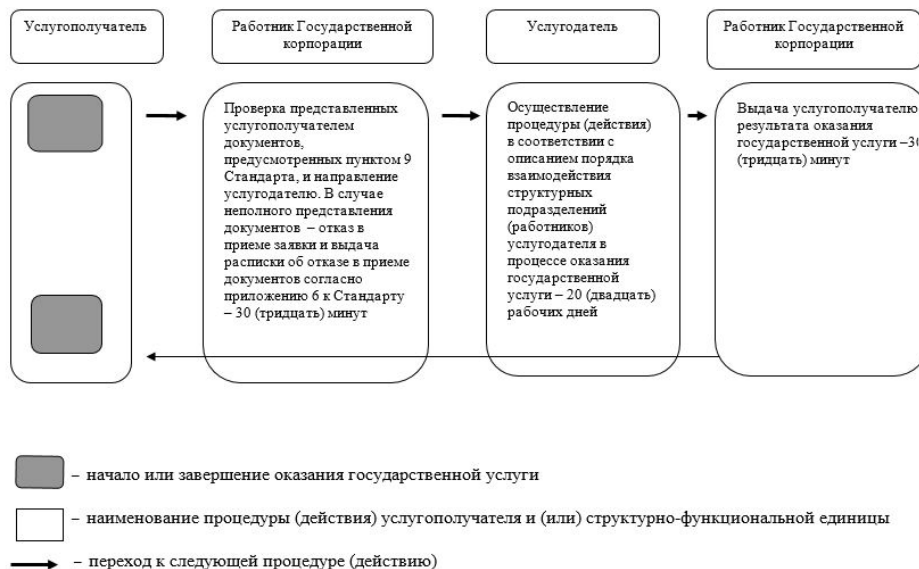 Услугополучатель
Работник Государственной
корпорации
Услугодатель
Работник Государственной
корпорации
Проверка представленных
услугополучателем
документов,
предусмотренных пунктом 9
Стандарта, и направление
услугодателю. В случае
неполного представления
документов – отказ в
приеме заявки и выдача
расписки об отказе в приеме
документов согласно
приложению 6 к Стандарту
– 30 (тридцать) минут
Осуществление
процедуры (действия)
в соответствии с
описанием порядка
взаимодействия
структурных
подразделений
(работников)
услугодателя в
процессе оказания
государственной
услуги – 20 (двадцать)
рабочих дней
Выдача услугополучателю
результата оказания
государственной услуги –30
(тридцать) минут
– начало или завершение оказания государственной услуги
– наименование процедуры (действия) услугополучателя и (или) структурно-функциональной единицы
– переход к следующей процедуре (действию)